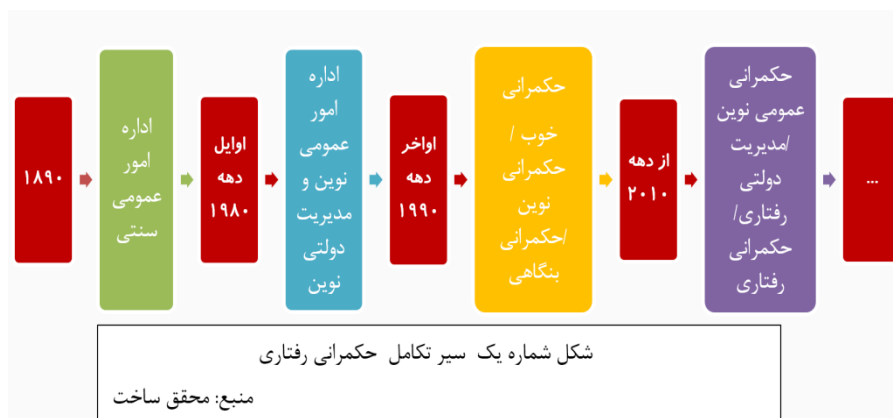 ۱۸۹۰
اداره
امور
عمومی
سنتی
اوایل
دهه
۱۹۸۰
اداره
امور
عمومی
نوین و
مدیریت
دولتی
نوین
اواخر
دهه
۱۹۹۰
حکمرانی
خوب /
حکمرانی
نوین
/حکمرانی
بنگاهی
از دهه
۲۰۱۰
حکمرانی
عمومی نوین
/مدیریت
دولتی
رفتاری/
حکمرانی
رفتاری
...
شکل شماره یک سیر تکامل حکمرانی رفتاری
منبع: محقق ساخت